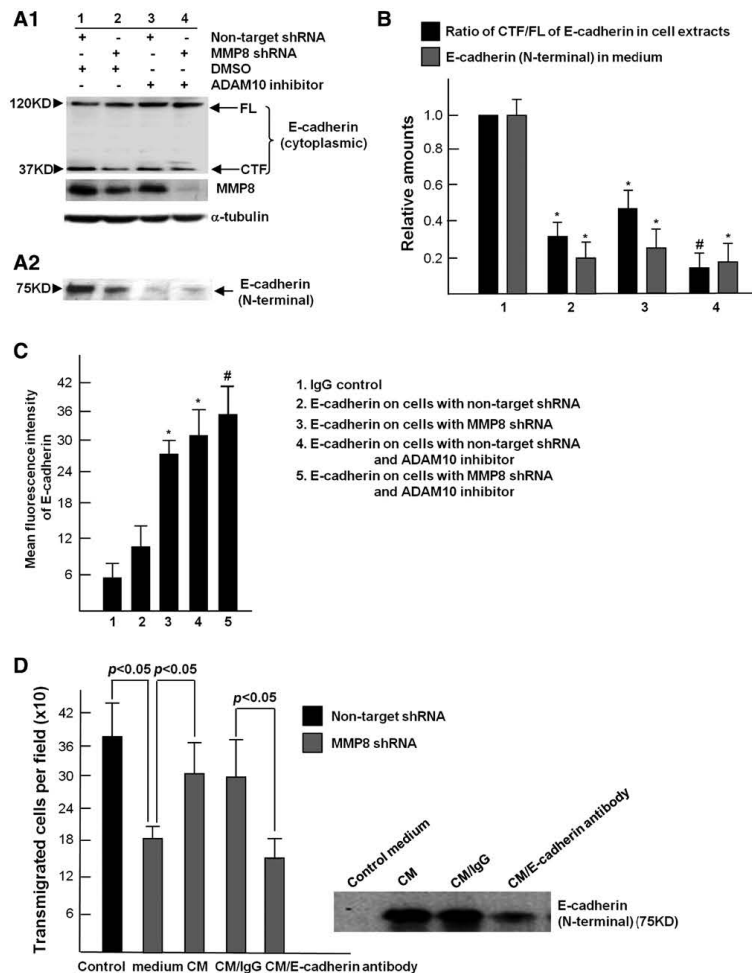 A1
1 2 3 4
+ - + - Non-target shRNA
- + - + MMP8 shRNA
+ + - - DMSO
- - + + ADAM10 inhibitor
120KD
FL
E-cadherin
(cytoplasmic)
37KD
CTF
MMP8
α-tubulin
A2
75KD
E-cadherin
(N-terminal)
B
Ratio of CTF/FL of E-cadherin in cell extracts
E-cadherin (N-terminal) in medium
Relative amounts
1.0
0.8
0.6
0.4
0.2
* * * * # *
1 2 3 4
C
Mean fluorescence intensity
of E-cadherin
42
36
30
24
18
12
6
* * #
1 2 3 4 5
1. IgG control
2. E-cadherin on cells with non-target shRNA
3. E-cadherin on cells with MMP8 shRNA
4. E-cadherin on cells with non-target shRNA
and ADAM10 inhibitor
5. E-cadherin on cells with MMP8 shRNA
and ADAM10 inhibitor
D
Transmigrated cells per field (x10)
42
36
30
24
18
12
6
p<0.05 p<0.05
p<0.05
Non-target shRNA
MMP8 shRNA
Control medium CM CM/IgG CM/E-cadherin antibody
Control medium
CM
CM/IgG
CM/E-cadherin antibody
E-cadherin
(N-terminal) (75KD)